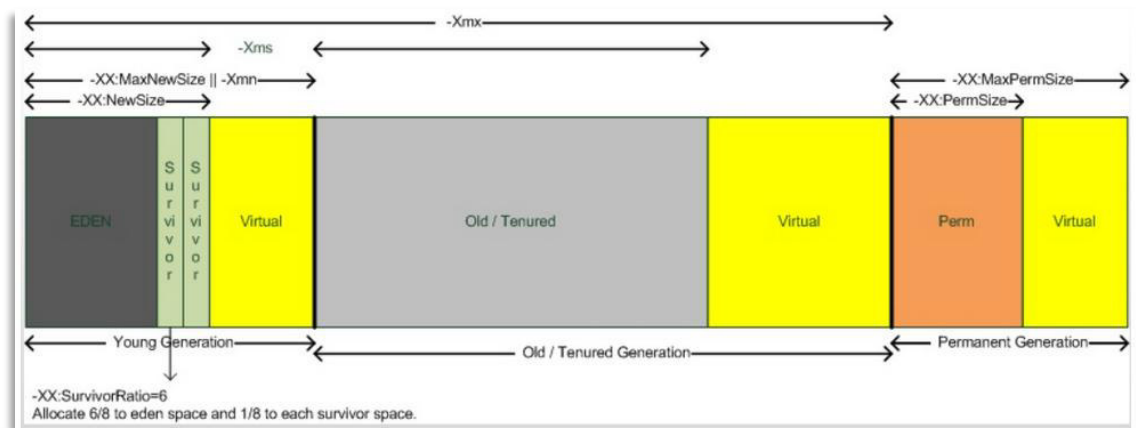 -Xmx
-Xms
-XX:MaxNewSize || -Xmn
-XX:MaxPermSize
-XX:NewSize
-XX:PermSize
EDEN
Survivor
Survivor
Virtual
Old / Tenured
Virtual
Perm
Virtual
Young Generation
Old / Tenured Generation
Permanent Generation
-XX:SurvivorRatio=6
Allocate 6/8 to eden space and 1/8 to each survivor space.